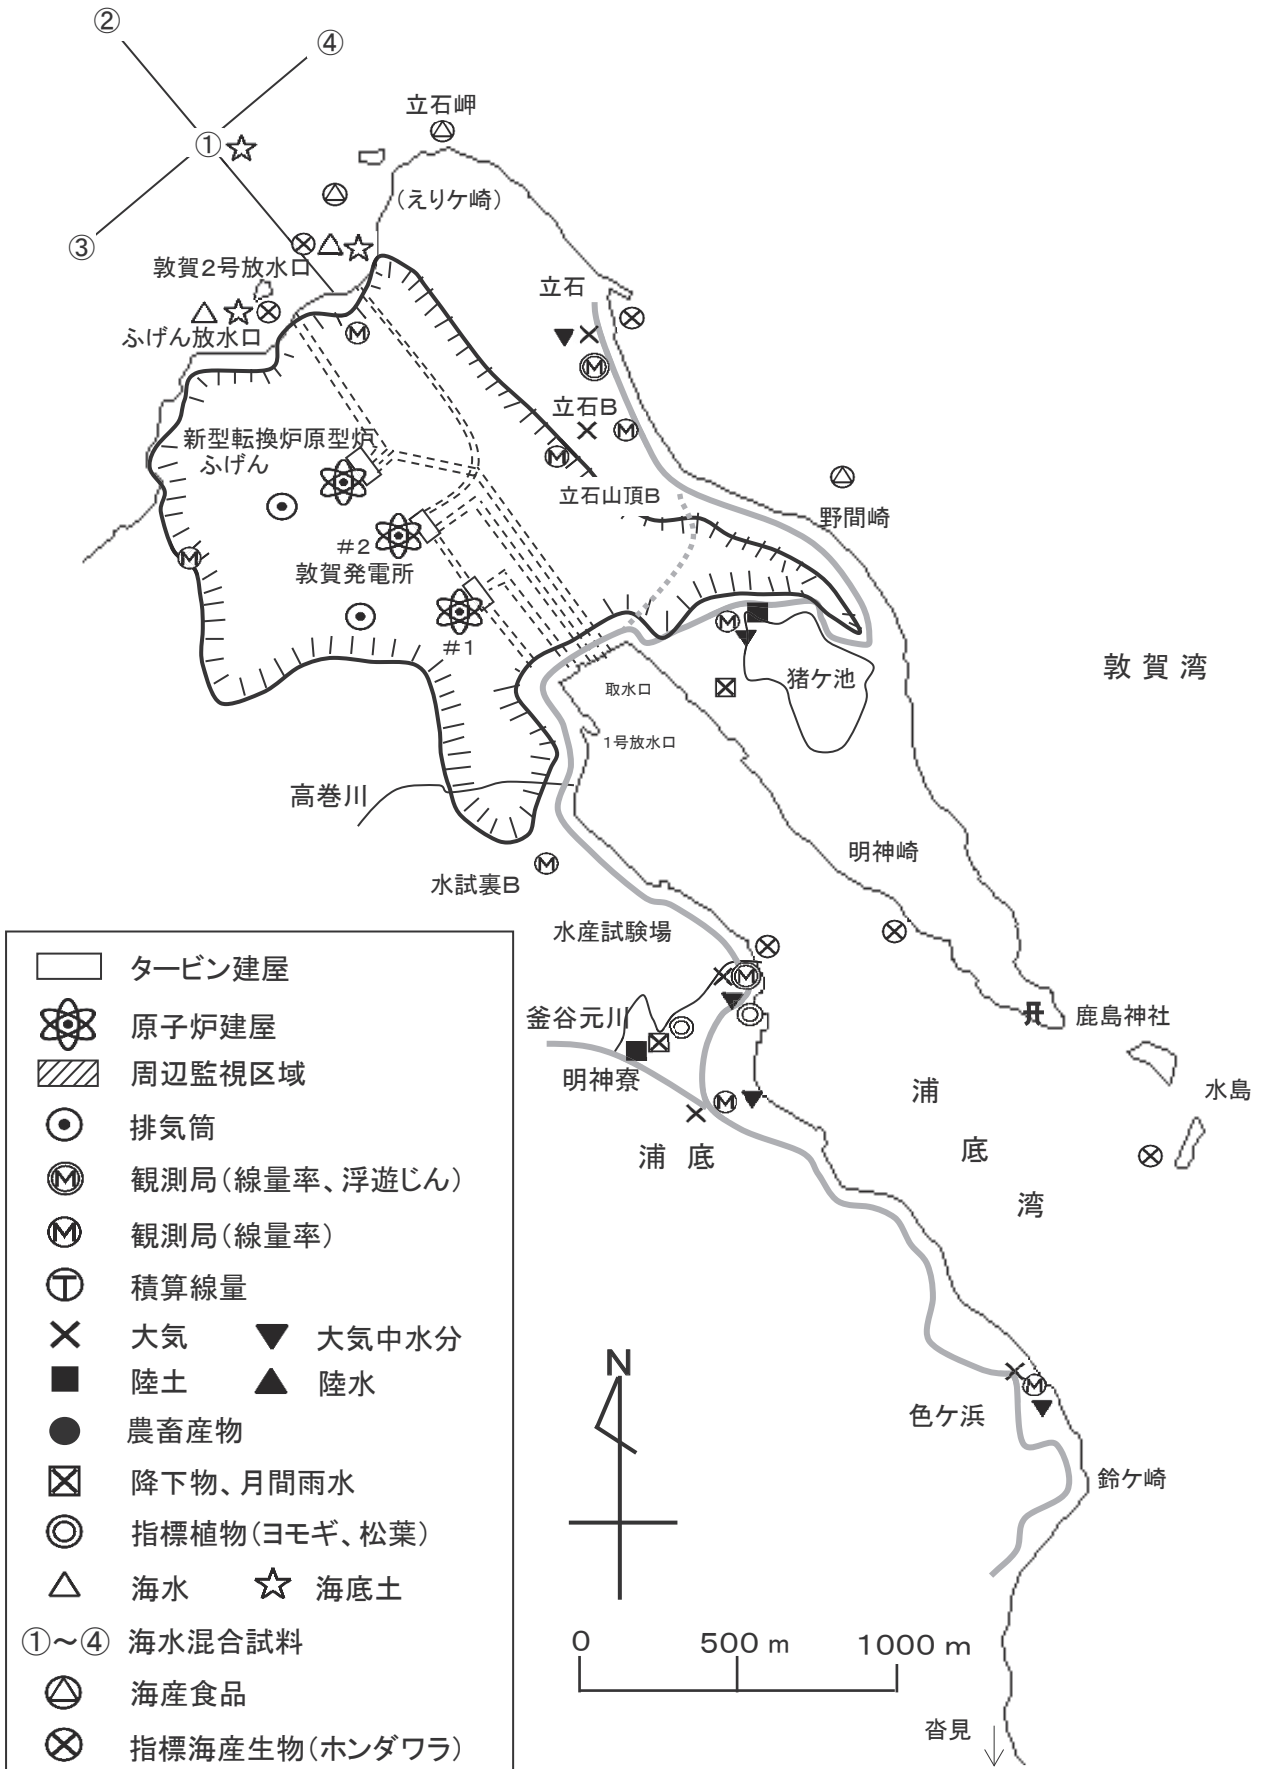 ②
④
立石岬
①
(えりケ崎)
③
敦賀2号放水口
立石
ふげん放水口
立石B
新型転換炉原型炉
ふげん
立石山頂B
野間崎
#2
敦賀発電所
#1
敦賀湾
猪ケ池
取水口
1号放水口
高巻川
明神崎
水試裏B
水産試験場
釜谷元川
鹿島神社
明神寮
水島
浦底
浦
底
湾
タービン建屋
原子炉建屋
周辺監視区域
排気筒
M 観測局(線量率、浮遊じん)
M 観測局(線量率)
T 積算線量
大気 大気中水分
陸土 陸水
農畜産物
降下物、月間雨水
指標植物(ヨモギ、松葉)
海水 海底土
①～④ 海水混合試料
海産食品
指標海産生物(ホンダワラ)
N
色ケ浜
鈴ケ崎
0 500 m 1000 m
沓見